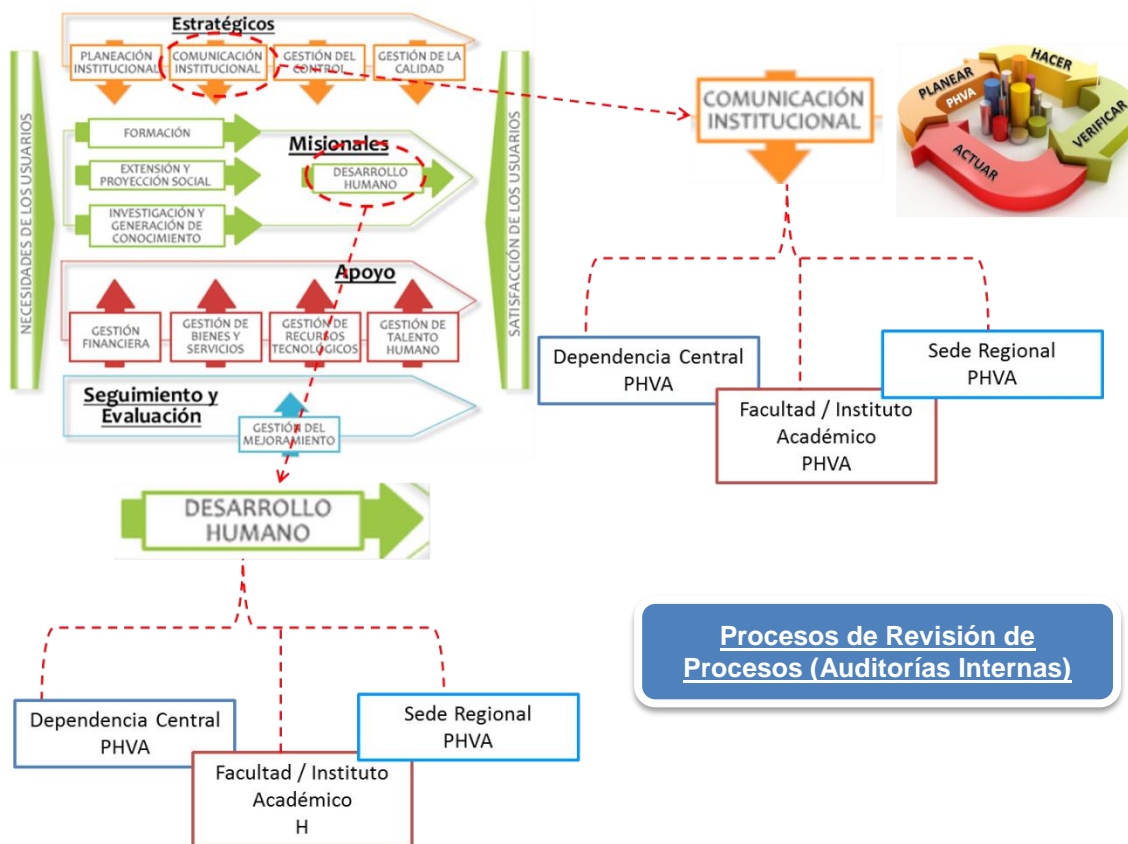 Estratégicos
PLANEACIÓN
INSTITUCIONAL
COMUNICACIÓN
INSTITUCIONAL
GESTIÓN DEL
CONTROL
GESTIÓN DE LA
CALIDAD
NECESIDADES DE LOS USUARIOS
FORMACIÓN
EXTENSIÓN Y
PROYECCIÓN SOCIAL
INVESTIGACIÓN Y
GENERACIÓN DE
CONOCIMIENTO
Misionales
DESARROLLO
HUMANO
SATISFACCIÓN DE LOS USUARIOS
Apoyo
GESTIÓN
FINANCIERA
GESTIÓN DE
BIENES Y
SERVICIOS
GESTIÓN DE
RECURSOS
TECNOLÓGICOS
GESTIÓN DE
TALENTO
HUMANO
Seguimiento y
Evaluación
GESTIÓN DEL
MEJORAMIENTO
COMUNICACIÓN
INSTITUCIONAL
PLANEAR
PHVA
HACER
VERIFICAR
ACTUAR
Dependencia Central
PHVA
Facultad / Instituto
Académico
PHVA
Sede Regional
PHVA
DESARROLLO
HUMANO
Dependencia Central
PHVA
Facultad / Instituto
Académico
H
Sede Regional
PHVA
Procesos de Revisión de
Procesos (Auditorías Internas)